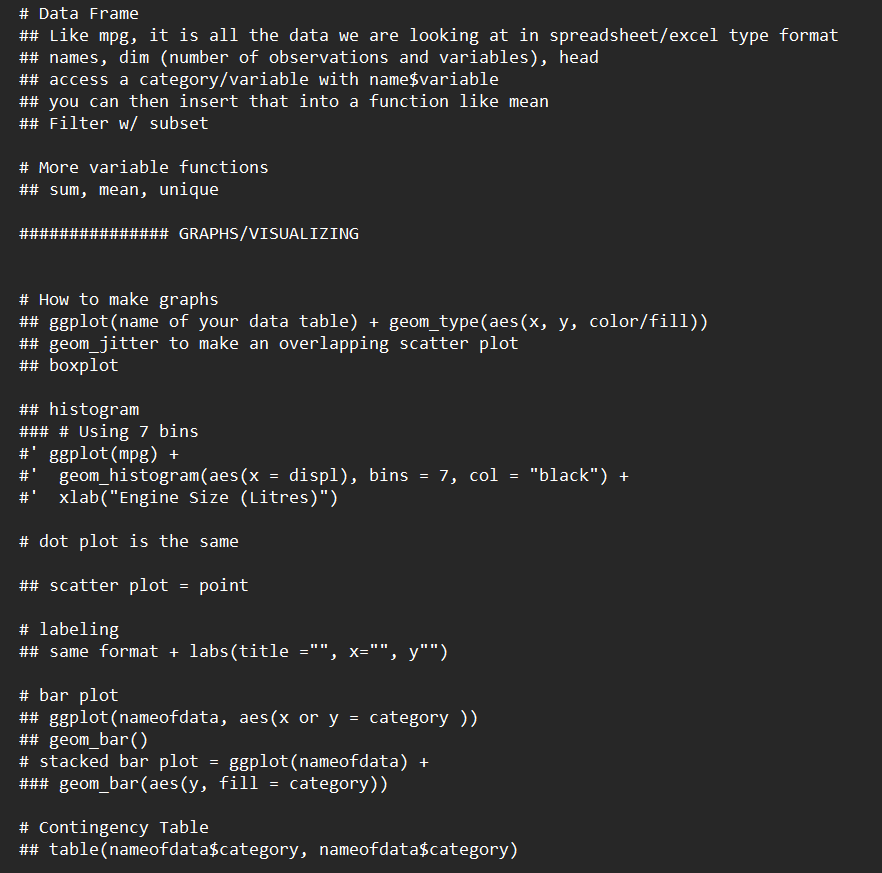 # Data Frame
## Like mpg, it is all the data we are looking at in spreadsheet/excel type format
## names, dim (number of observations and variables), head
## access a category/variable with name$variable
## you can then insert that into a function like mean
## Filter w/ subset
# More variable functions
## sum, mean, unique
############### GRAPHS/VISUALIZING
# How to make graphs
## ggplot(name of your data table) + geom_type(aes(x, y, color/fill))
## geom_jitter to make an overlapping scatter plot
## boxplot
## histogram
### # Using 7 bins
#' ggplot(mpg) +
#'  geom_histogram(aes(x = displ), bins = 7, col = "black") +
#'  xlab("Engine Size (Litres)")
# dot plot is the same
## scatter plot = point
# labeling
## same format + labs(title ="", x="", y"")
# bar plot
## ggplot(nameofdata, aes(x or y = category ))
## geom_bar()
# stacked bar plot = ggplot(nameofdata) +
### geom_bar(aes(y, fill = category))
# Contingency Table
## table(nameofdata$category, nameofdata$category)